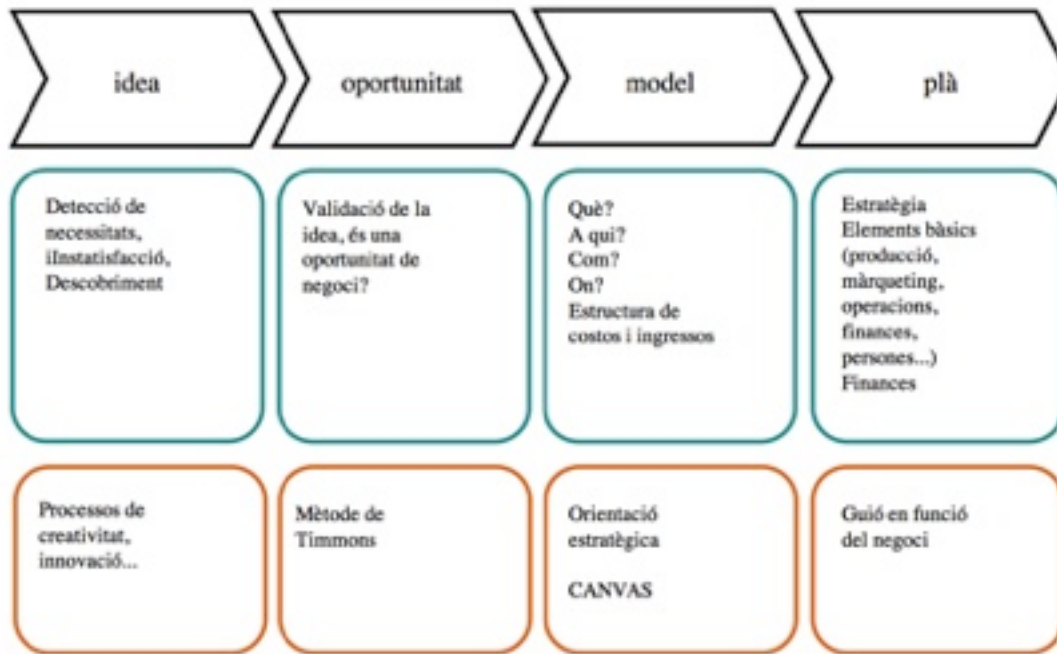 idea
oportunitat
model
plà
Detecció de
necessitats,
iInstatisfacció,
Descobriment
Validació de la
idea, és una
oportunitat de
negoci?
Què?
A qui?
Com?
On?
Estructura de
costos i ingressos
Estratègia
Elements bàsics
(producció,
màrqueting,
operacions,
finances,
persones...)
Finances
Processos de
creativitat,
innovació...
Mètode de
Timmons
Orientació
estratègica
CANVAS
Guió en funció
del negoci